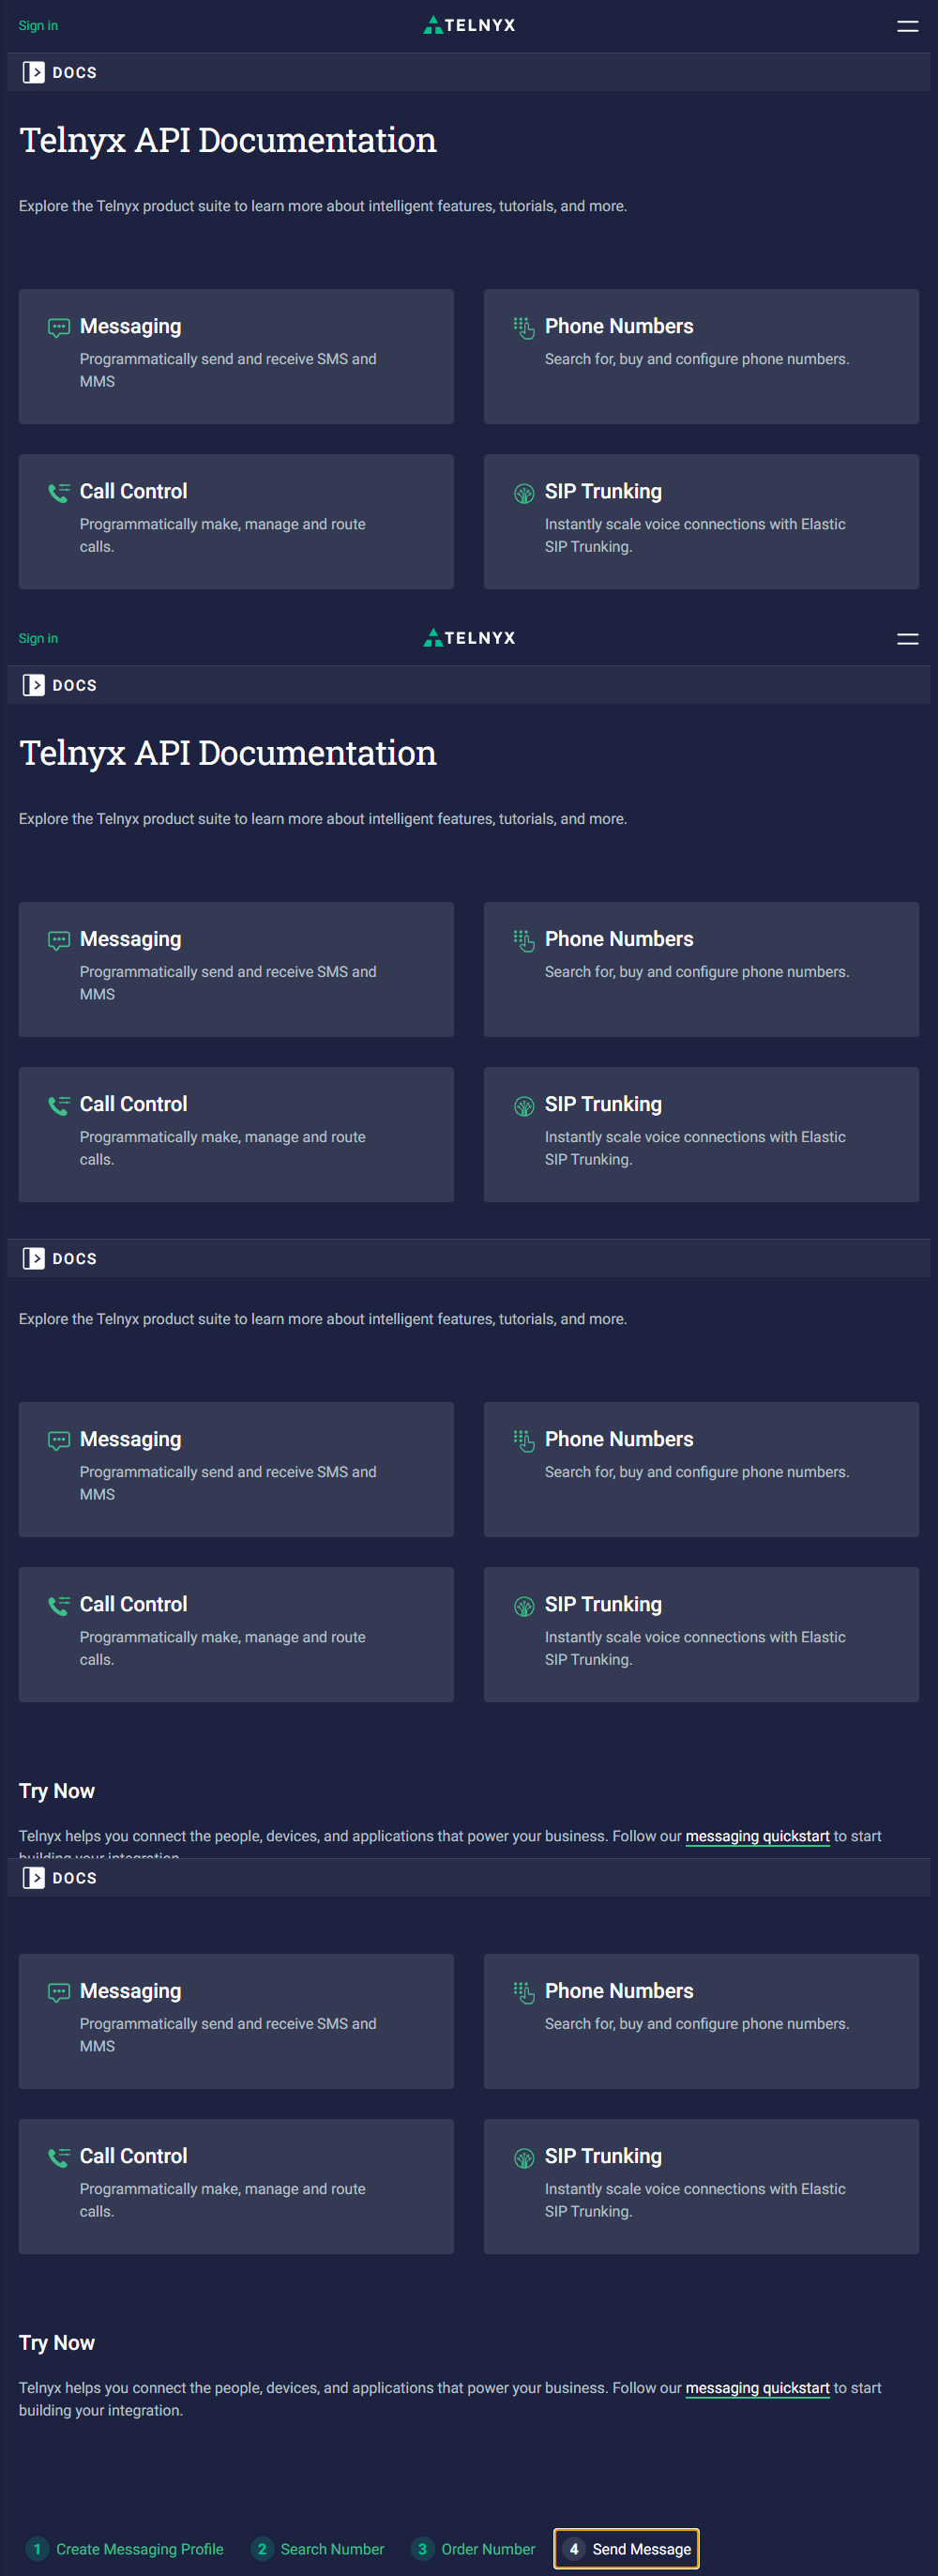 Sign in
TELNYX
DOCS
Telnyx API Documentation
Explore the Telnyx product suite to learn more about intelligent features, tutorials, and more.
Messaging
Programmatically send and receive SMS and
MMS
Phone Numbers
Search for, buy and configure phone numbers.
Call Control
Programmatically make, manage and route
calls.
SIP Trunking
Instantly scale voice connections with Elastic
SIP Trunking.
Sign in
TELNYX
DOCS
Telnyx API Documentation
Explore the Telnyx product suite to learn more about intelligent features, tutorials, and more.
Messaging
Programmatically send and receive SMS and
MMS
Phone Numbers
Search for, buy and configure phone numbers.
Call Control
Programmatically make, manage and route
calls.
SIP Trunking
Instantly scale voice connections with Elastic
SIP Trunking.
DOCS
Explore the Telnyx product suite to learn more about intelligent features, tutorials, and more.
Messaging
Programmatically send and receive SMS and
MMS
Phone Numbers
Search for, buy and configure phone numbers.
Call Control
Programmatically make, manage and route
calls.
SIP Trunking
Instantly scale voice connections with Elastic
SIP Trunking.
Try Now
Telnyx helps you connect the people, devices, and applications that power your business. Follow our messaging quickstart to start
building your integration
DOCS
Messaging
Programmatically send and receive SMS and
MMS
Phone Numbers
Search for, buy and configure phone numbers.
Call Control
Programmatically make, manage and route
calls.
SIP Trunking
Instantly scale voice connections with Elastic
SIP Trunking.
Try Now
Telnyx helps you connect the people, devices, and applications that power your business. Follow our messaging quickstart to start
building your integration.
1 Create Messaging Profile 2 Search Number 3 Order Number 4 Send Message